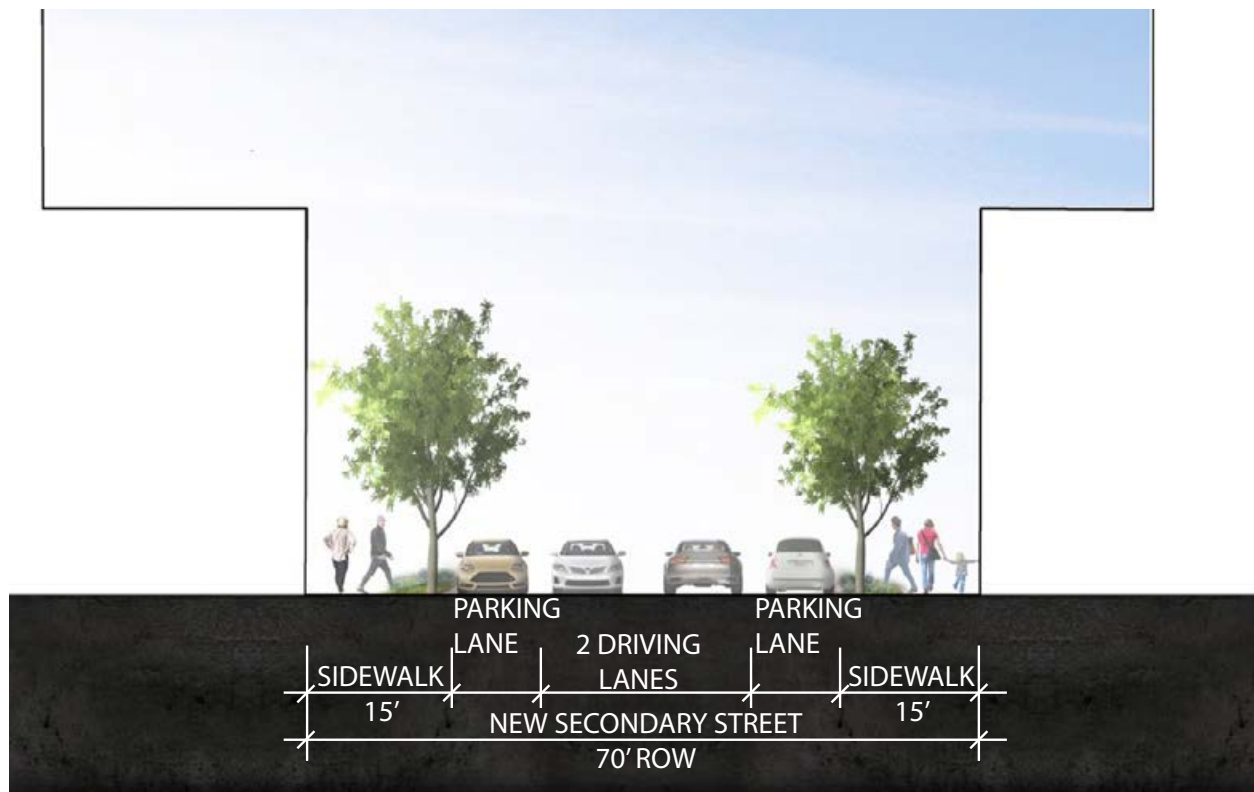 PARKING
LANE
PARKING
LANE
2 DRIVING
LANES
SIDEWALK
15’
SIDEWALK
15’
NEW SECONDARY STREET
70’ ROW